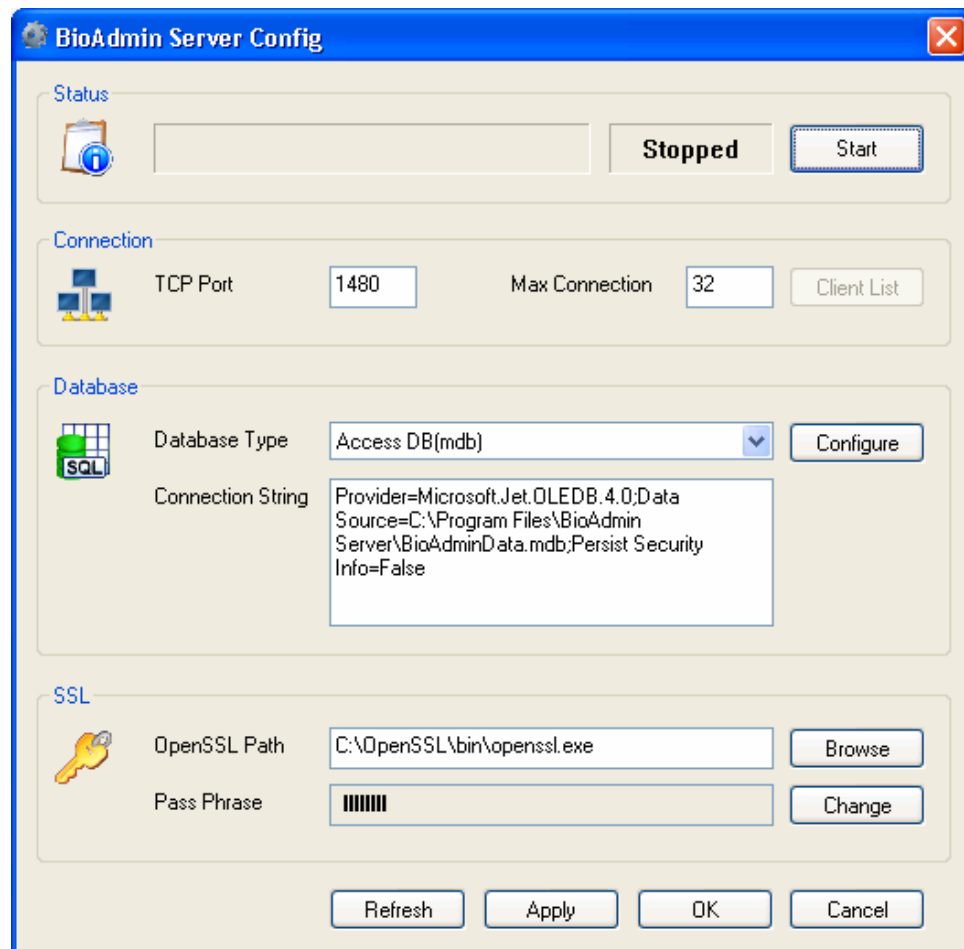 BioAdmin Server Config
Status
Stopped
Start
Connection
TCP Port 1480 Max Connection 32 Client List
Database
SQL
Database Type Access DB(mdb) Configure
Connection String
Provider=Microsoft.Jet.OLEDB.4.0;Data
Source=C:\Program Files\BioAdmin
Server\BioAdminData.mdb;Persist Security
Info=False
SSL
OpenSSL Path C:\OpenSSL\bin\openssl.exe Browse
Pass Phrase Change
Refresh Apply OK Cancel